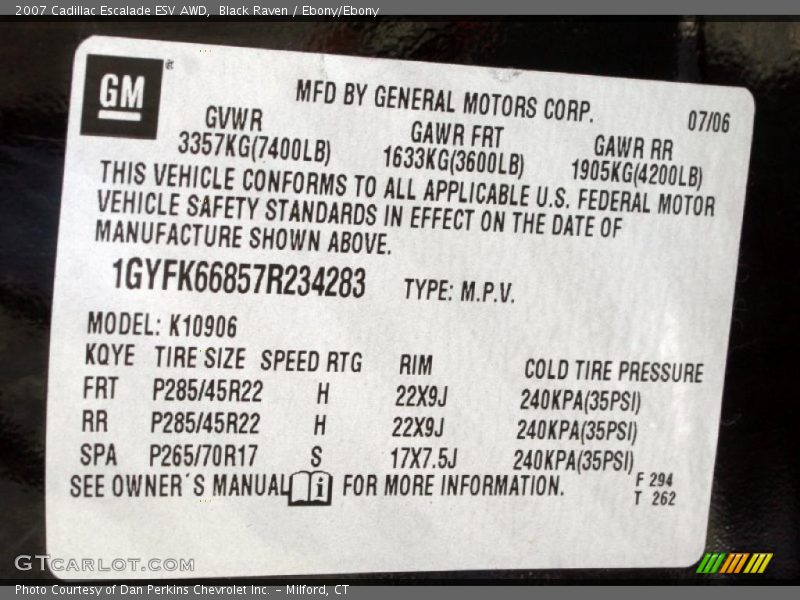 2007 Cadillac Escalade ESV AWD,  Black Raven / Ebony/Ebony
GM
®
MFD BY GENERAL MOTORS CORP.
07/06
GVWR
GAWR FRT
GAWR RR
3357KG(7400LB)
1633KG(3600LB)
1905KG(4200LB)
THIS VEHICLE CONFORMS TO ALL APPLICABLE U.S. FEDERAL MOTOR
VEHICLE SAFETY STANDARDS IN EFFECT ON THE DATE OF
MANUFACTURE SHOWN ABOVE.
1GYFK66857R234283 TYPE: M.P.V.
MODEL: K10906
KQYE TIRE SIZE SPEED RTG RIM COLD TIRE PRESSURE
FRT P285/45R22 H 22X9J 240KPA(35PSI)
RR P285/45R22 H 22X9J 240KPA(35PSI)
SPA P265/70R17 S 17X7.5J 240KPA(35PSI)
SEE OWNER´S MANUAL i FOR MORE INFORMATION.
F 294
T 262
GTCARLOT.COM
Photo Courtesy of Dan Perkins Chevrolet Inc. – Milford, CT